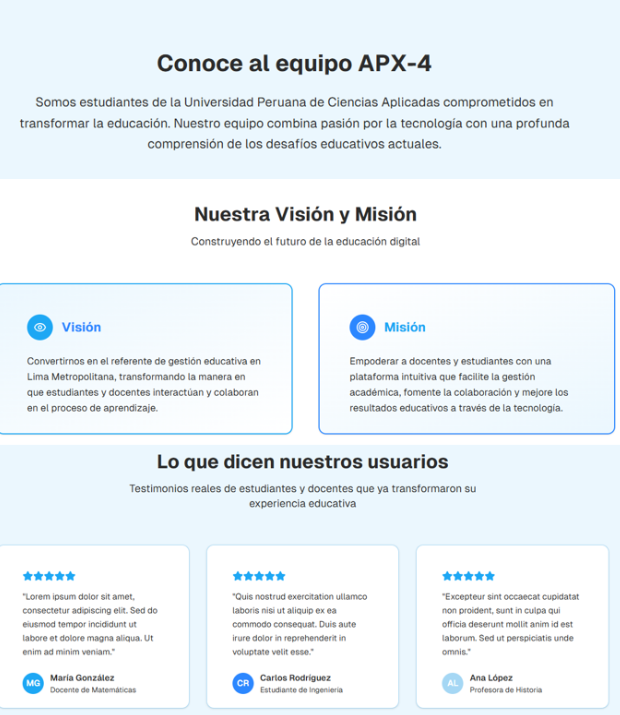 Conoce al equipo APX-4
Somos estudiantes de la Universidad Peruana de Ciencias Aplicadas comprometidos en
transformar la educación. Nuestro equipo combina pasión por la tecnología con una profunda
comprensión de los desafíos educativos actuales.
Nuestra Visión y Misión
Construyendo el futuro de la educación digital
Visión
Convertirnos en el referente de gestión educativa en
Lima Metropolitana, transformando la manera en
que estudiantes y docentes interactúan y colaboran
en el proceso de aprendizaje.
Misión
Empoderar a docentes y estudiantes con una
plataforma intuitiva que facilite la gestión
académica, fomente la colaboración y mejore los
resultados educativos a través de la tecnología.
Lo que dicen nuestros usuarios
Testimonios reales de estudiantes y docentes que ya transformaron su
experiencia educativa
"Lorem ipsum dolor sit amet,
consectetur adipiscing elit. Sed do
eiusmod tempor incididunt ut
labore et dolore magna aliqua. Ut
enim ad minim veniam."
MG
María González
Docente de Matemáticas
"Quis nostrud exercitation ullamco
laboris nisi ut aliquip ex ea
commodo consequat. Duis aute
irure dolor in reprehenderit in
voluptate velit esse."
CR
Carlos Rodríguez
Estudiante de Ingeniería
"Excepteur sint occaecat cupidatat
non proident, sunt in culpa qui
officia deserunt mollit anim id est
laborum. Sed ut perspiciatis unde
omnis."
AL
Ana López
Profesora de Historia